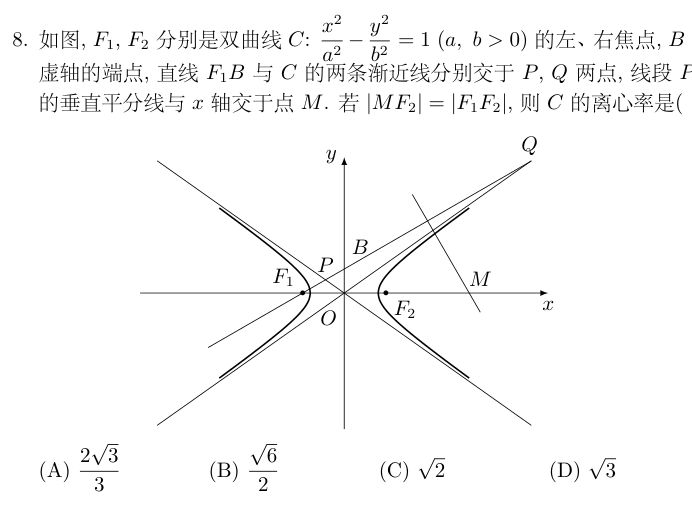 8. 如图, F₁, F₂ 分别是双曲线 C: x²/a² − y²/b² = 1 (a, b > 0) 的左、右焦点, B
虚轴的端点, 直线 F₁B 与 C 的两条渐近线分别交于 P, Q 两点, 线段
的垂直平分线与 x 轴交于点 M. 若 |MF₂| = |F₁F₂|, 则 C 的离心率是(
Q
y
B
P
F₁
M
F₂
x
O
(A) 2√3/3 (B) √6/2 (C) √2 (D) √3